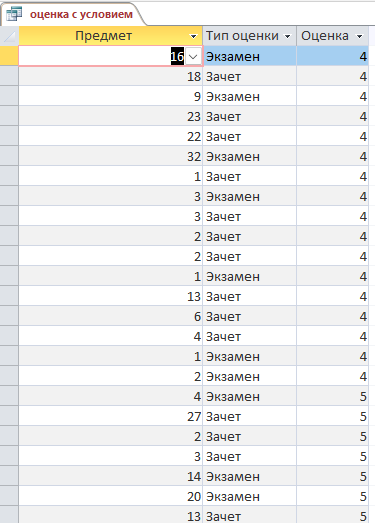 оценка с условием
Предмет Тип оценки Оценка
16 Экзамен 4
18 Зачет 4
9 Экзамен 4
23 Зачет 4
22 Зачет 4
32 Экзамен 4
1 Зачет 4
3 Экзамен 4
3 Зачет 4
2 Зачет 4
2 Зачет 4
1 Экзамен 4
13 Зачет 4
6 Зачет 4
4 Зачет 4
1 Экзамен 4
2 Экзамен 4
4 Экзамен 5
27 Зачет 5
2 Зачет 5
3 Зачет 5
14 Экзамен 5
20 Экзамен 5
13 Зачет 5